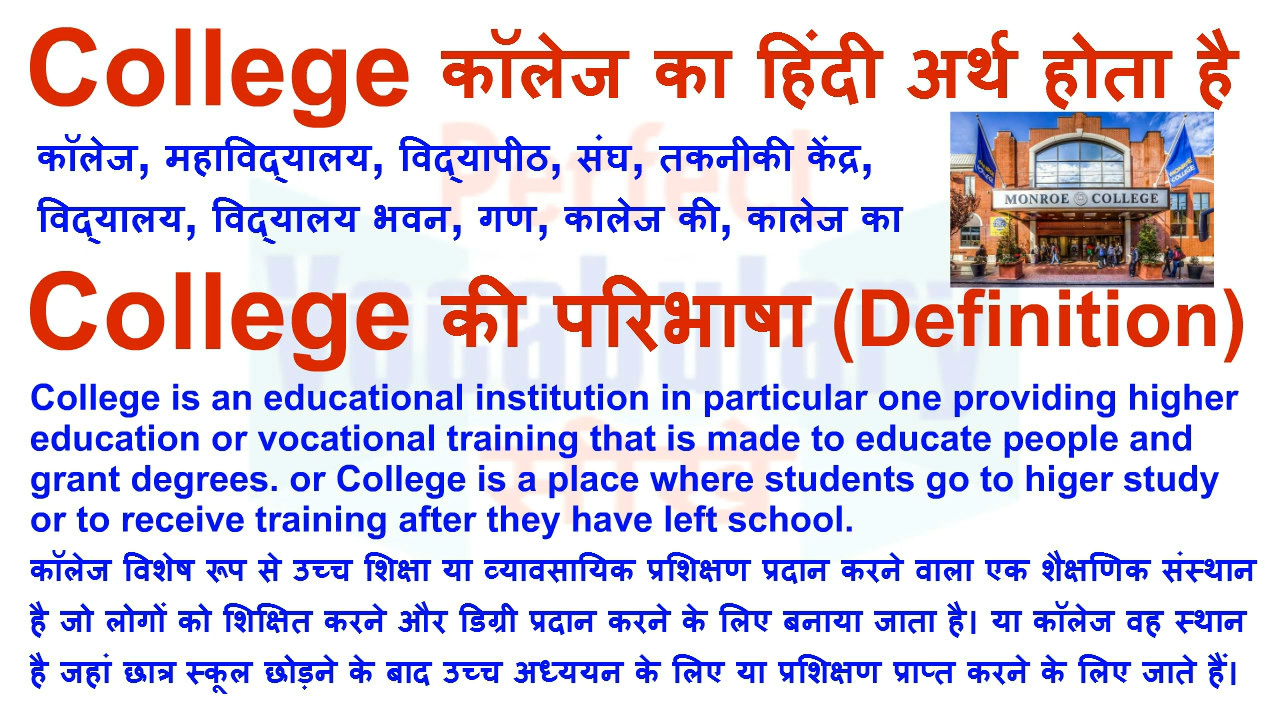 College कॉलेज का हिंदी अर्थ होता है
कॉलेज, महाविद्यालय, विद्यापीठ, संघ, तकनीकी केंद्र,
विद्यालय, विद्यालय भवन, गण, कालेज की, कालेज का
MONROE COLLEGE
College की परिभाषा (Definition)
College is an educational institution in particular one providing higher
education or vocational training that is made to educate people and
grant degrees. or College is a place where students go to higer study
or to receive training after they have left school.
कॉलेज विशेष रूप से उच्च शिक्षा या व्यावसायिक प्रशिक्षण प्रदान करने वाला एक शैक्षणिक संस्थान
है जो लोगों को शिक्षित करने और डिग्री प्रदान करने के लिए बनाया जाता है। या कॉलेज वह स्थान
है जहां छात्र स्कूल छोड़ने के बाद उच्च अध्ययन के लिए या प्रशिक्षण प्राप्त करने के लिए जाते हैं।
Perfect
Vocabulary
सीखें